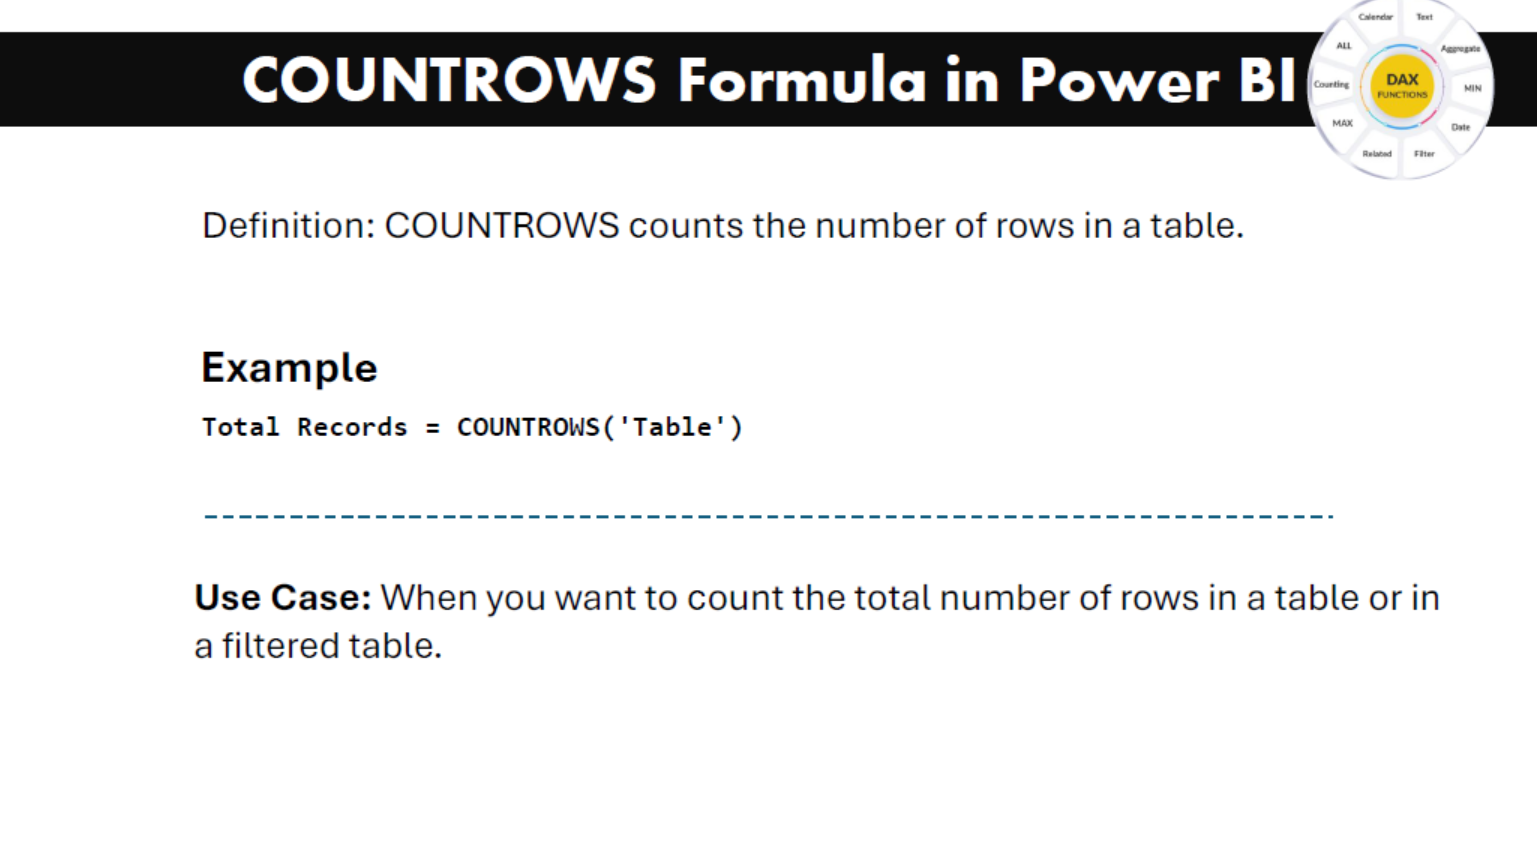 COUNTROWS Formula in Power BI
Calendar
Text
ALL
Aggregate
Counting
DAX
FUNCTIONS
MIN
MAX
Date
Related
Filter
Definition: COUNTROWS counts the number of rows in a table.
Example
Total Records = COUNTROWS('Table')
Use Case: When you want to count the total number of rows in a table or in
a filtered table.